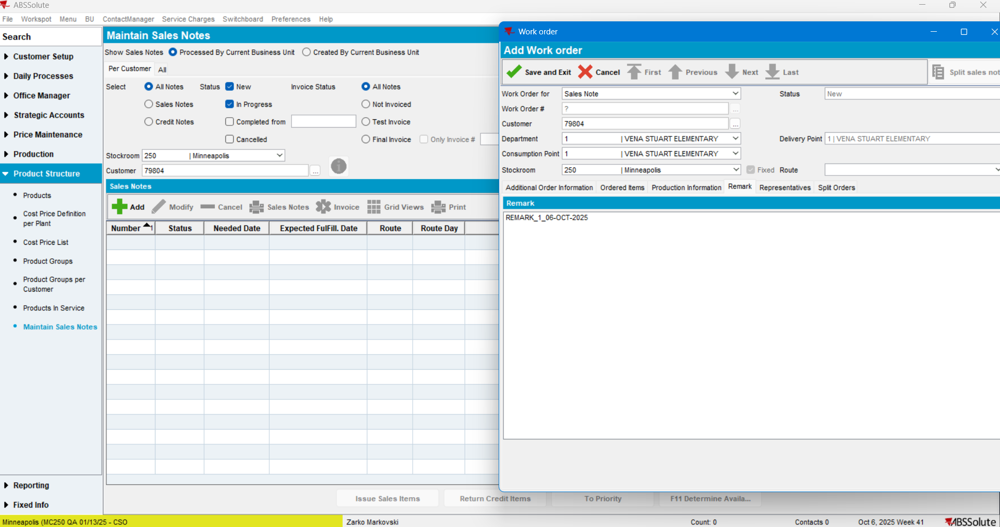 ABSSolute
File Workspot Menu BU ContactManager Service Charges Switchboard Preferences Help
Search
Customer Setup
Daily Processes
Office Manager
Strategic Accounts
Price Maintenance
Production
Product Structure
Products
Cost Price Definition
per Plant
Cost Price List
Product Groups
Product Groups per
Customer
Products In Service
Maintain Sales Notes
Reporting
Fixed Info
Maintain Sales Notes
Show Sales Notes Processed By Current Business Unit Created By Current Business Unit
Per Customer All
Select All Notes Status New Invoice Status All Notes
Sales Notes In Progress Not Invoiced
Credit Notes Completed from Test Invoice
Cancelled Final Invoice Only Invoice #
Stockroom 250 | Minneapolis
Customer 79804 ...
Sales Notes
Add Modify Cancel Sales Notes Invoice Grid Views Print
Number 1 Status Needed Date Expected FulFill. Date Route Route Day
Issue Sales Items Return Credit Items To Priority F11 Determine Availa...
Work order
Add Work order
Save and Exit Cancel First Previous Next Last Split sales not
Work Order for Sales Note Status New
Work Order # ? ...
Customer 79804 ...
Department 1 | VENA STUART ELEMENTARY Delivery Point 1 | VENA STUART ELEMENTARY
Consumption Point 1 | VENA STUART ELEMENTARY
Stockroom 250 | Minneapolis Fixed Route
Additional Order Information Ordered Items Production Information Remark Representatives Split Orders
Remark
REMARK_1_06-OCT-2025
Minneapolis (MC250 QA 01/13/25 - CSO Zarko Markovski Count: 0 Contacts 0 Oct 6, 2025 Week 41 ABSSolute